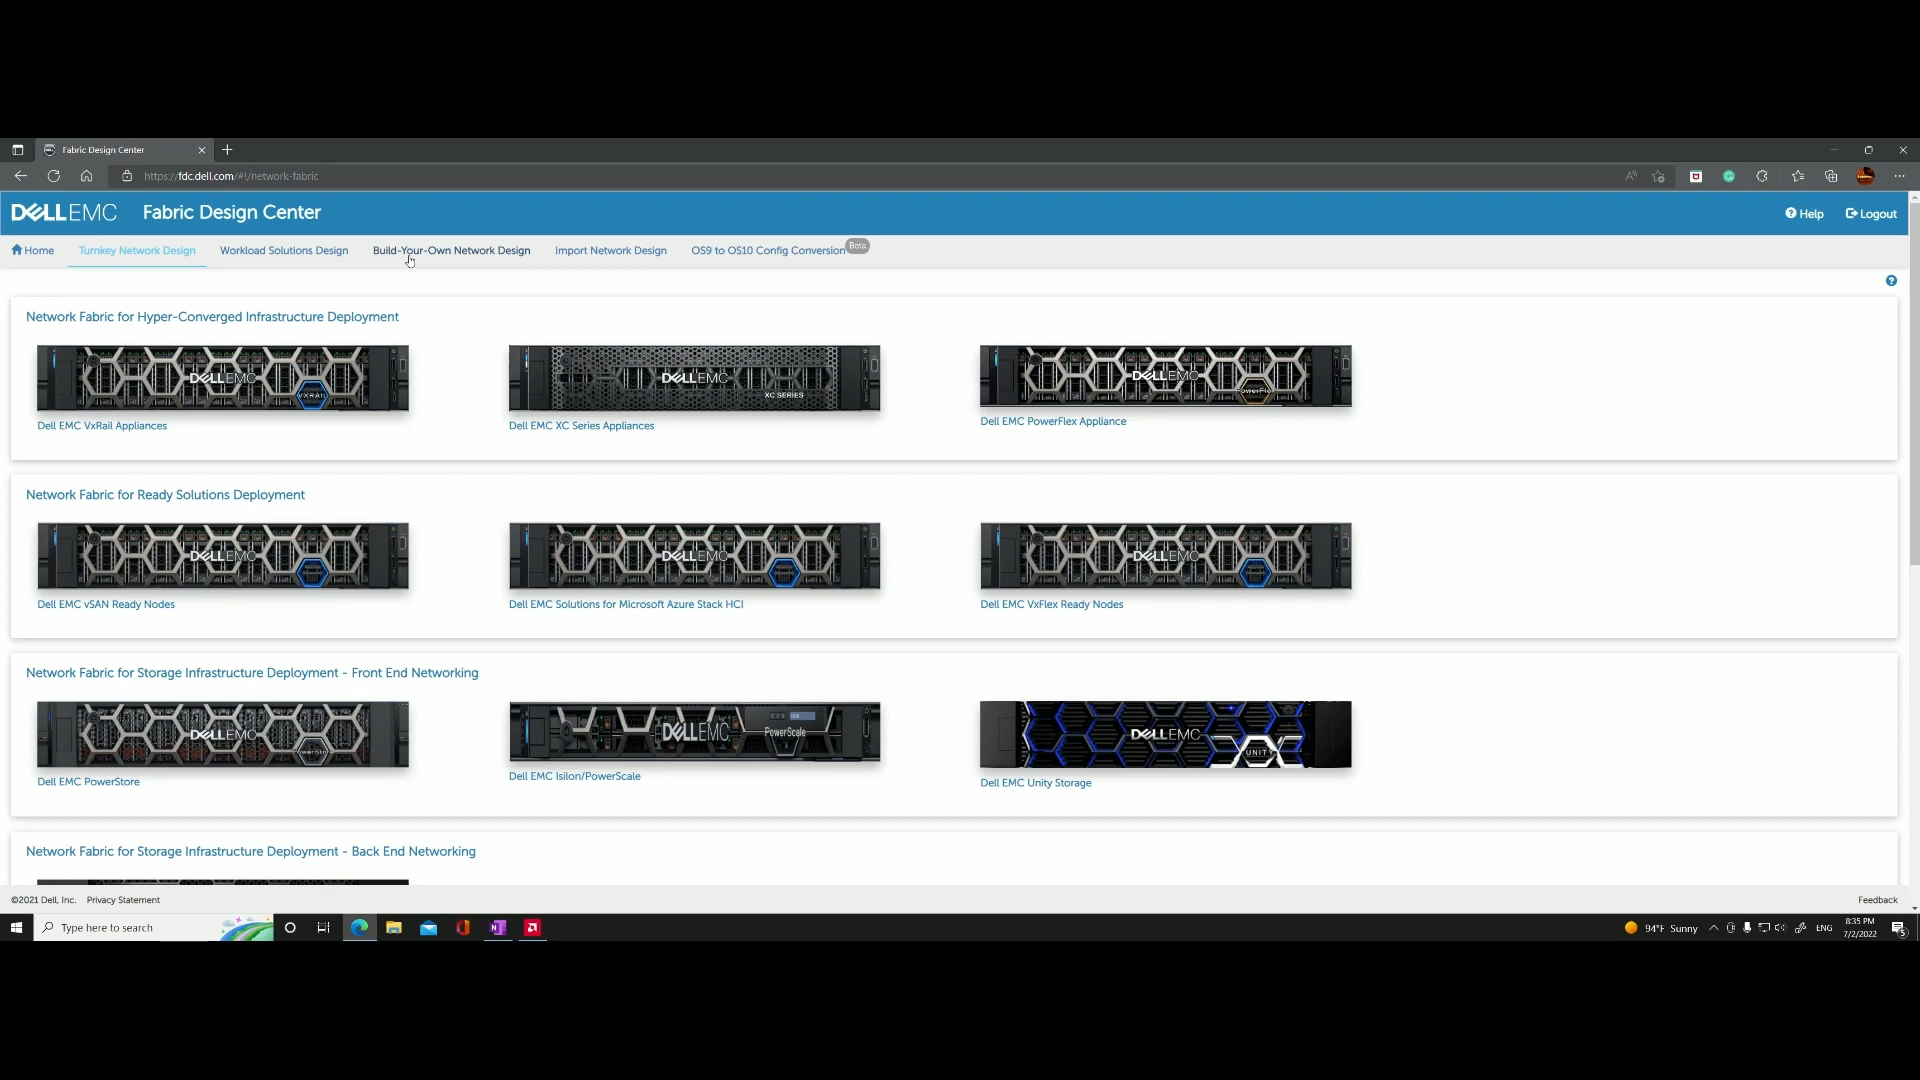 Fabric Design Center
https://fdc.dell.com/#!/network-fabric
DELLEMC Fabric Design Center
Help Logout
Home Turnkey Network Design Workload Solutions Design Build-Your-Own Network Design Import Network Design OS9 to OS10 Config Conversion Beta
Network Fabric for Hyper-Converged Infrastructure Deployment
DELLEMC VXRAIL
DELLEMC XC SERIES
DELLEMC PowerFlex
Dell EMC VxRail Appliances
Dell EMC XC Series Appliances
Dell EMC PowerFlex Appliance
Network Fabric for Ready Solutions Deployment
DELLEMC
DELLEMC
DELLEMC
Dell EMC vSAN Ready Nodes
Dell EMC Solutions for Microsoft Azure Stack HCI
Dell EMC VxFlex Ready Nodes
Network Fabric for Storage Infrastructure Deployment - Front End Networking
DELLEMC
DELLEMC PowerScale
DELLEMC UNITY
Dell EMC PowerStore
Dell EMC Isilon/PowerScale
Dell EMC Unity Storage
Network Fabric for Storage Infrastructure Deployment - Back End Networking
©2021 Dell, Inc. Privacy Statement
Feedback
Type here to search
94°F Sunny
ENG
8:35 PM
7/2/2022
5